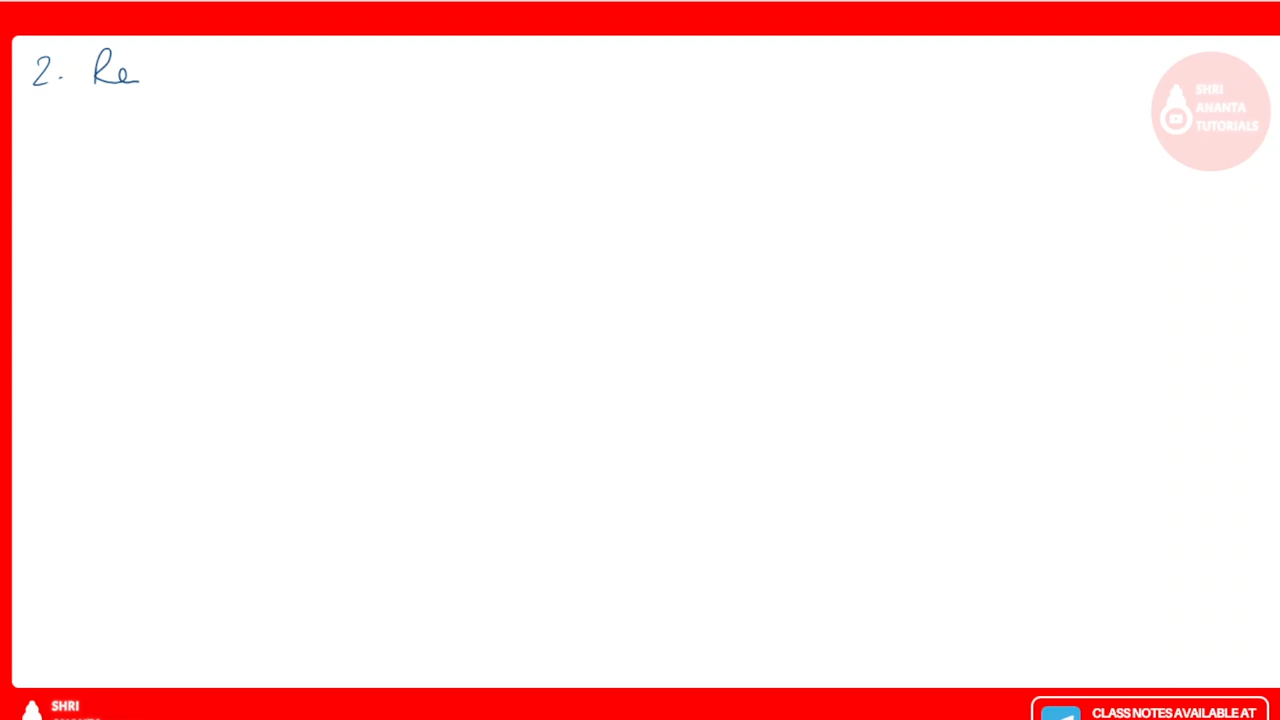 2. Re
SHRI
ANANTA
TUTORIALS
SHRI
CLASS NOTES AVAILABLE AT